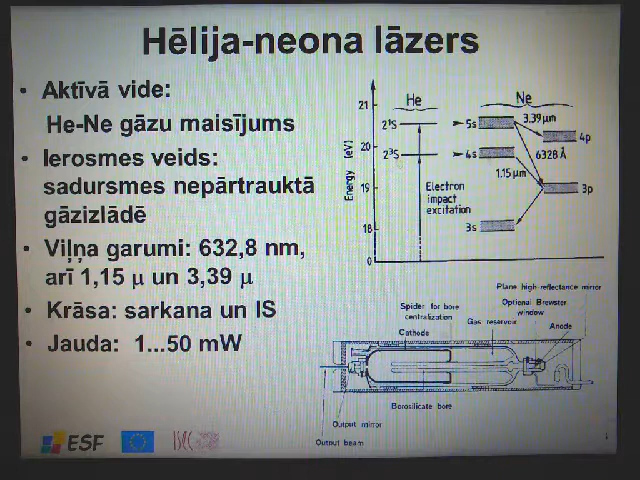 Hēlija-neona lāzers
• Aktīvā vide:
He-Ne gāzu maisījums
• Ierosmes veids:
sadursmes nepārtrauktā
gāzizlādē
• Viļņa garumi: 632,8 nm,
arī 1,15 μ un 3,39 μ
• Krāsa: sarkana un IS
• Jauda: 1...50 mW
He
Ne
21
20
19
18
0
Energy [eV]
2¹S
2³S
5s
4s
3s
3.39 μm
4p
6328 Å
1.15 μm
3p
Electron
impact
excitation
Plane high-reflectance mirror
Optional Brewster
window
Spider for bore
centralization
Gas reservoir
Anode
Cathode
Borosilicate bore
Output mirror
Output beam
ESF